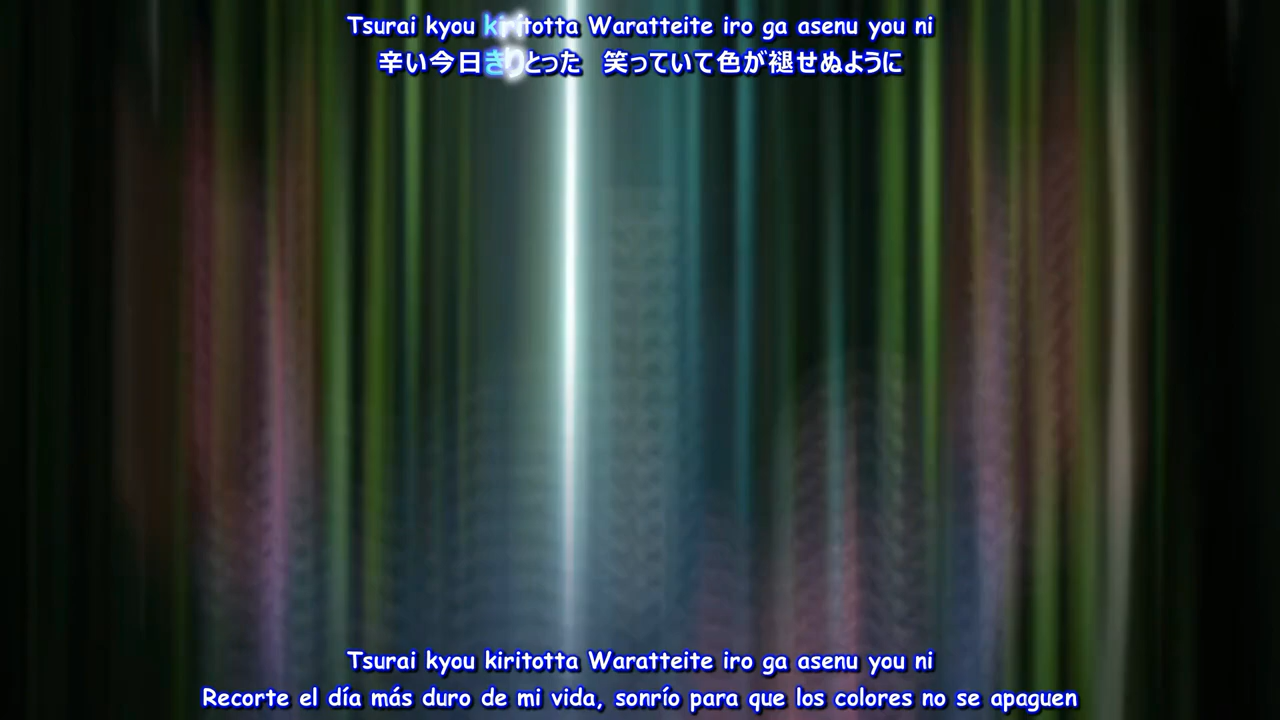 Tsurai kyou kiritotta Waratteite iro ga asenu you ni
辛い今日きりとった　笑っていて色が褪せぬように
Tsurai kyou kiritotta Waratteite iro ga asenu you ni
Recorte el día más duro de mi vida, sonrío para que los colores no se apaguen